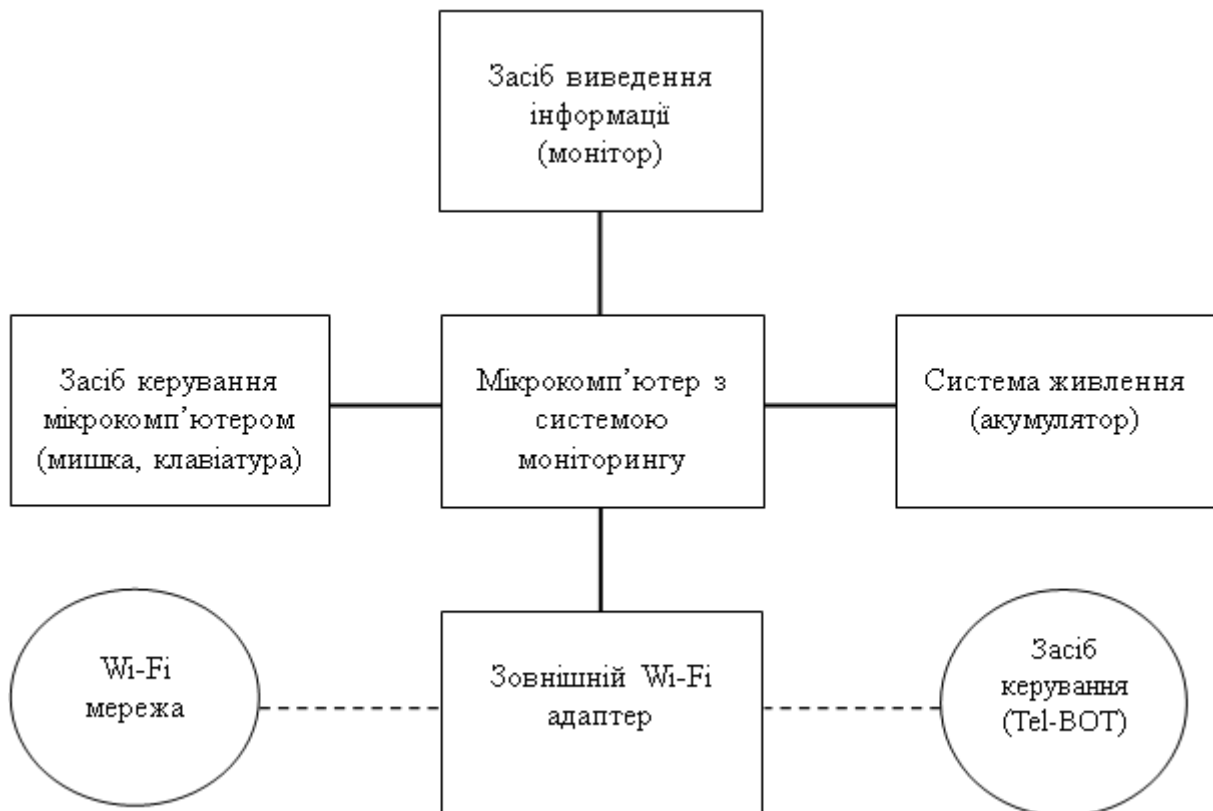 Засіб виведення
інформації
(монітор)
Засіб керування
мікрокомп’ютером
(мишка, клавіатура)
Мікрокомп’ютер з
системою
моніторингу
Система живлення
(акумулятор)
Wi-Fi
мережа
Зовнішній Wi-Fi
адаптер
Засіб
керування
(Tel-BOT)